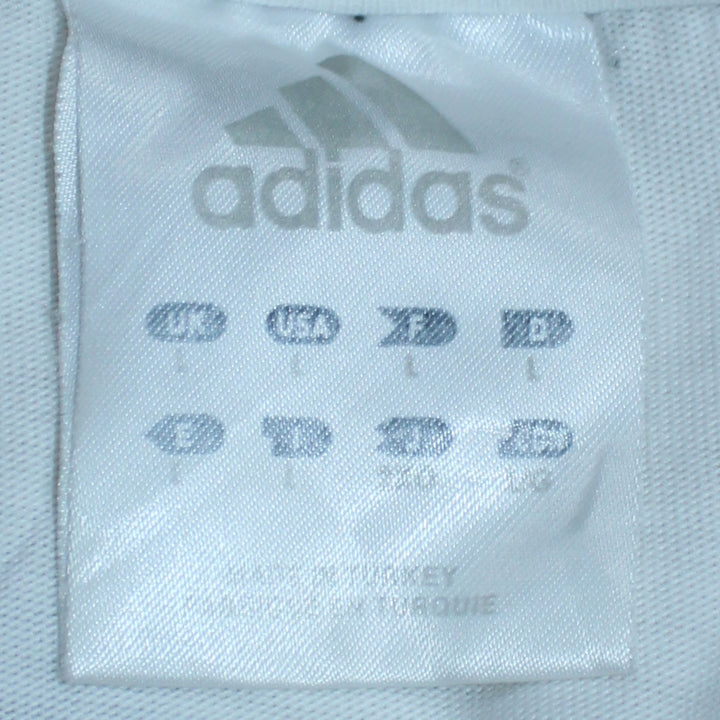 adidas
UK USA F D
L L L L
E I J
L L
MADE IN TURKEY
FABRIQUE EN TURQUIE